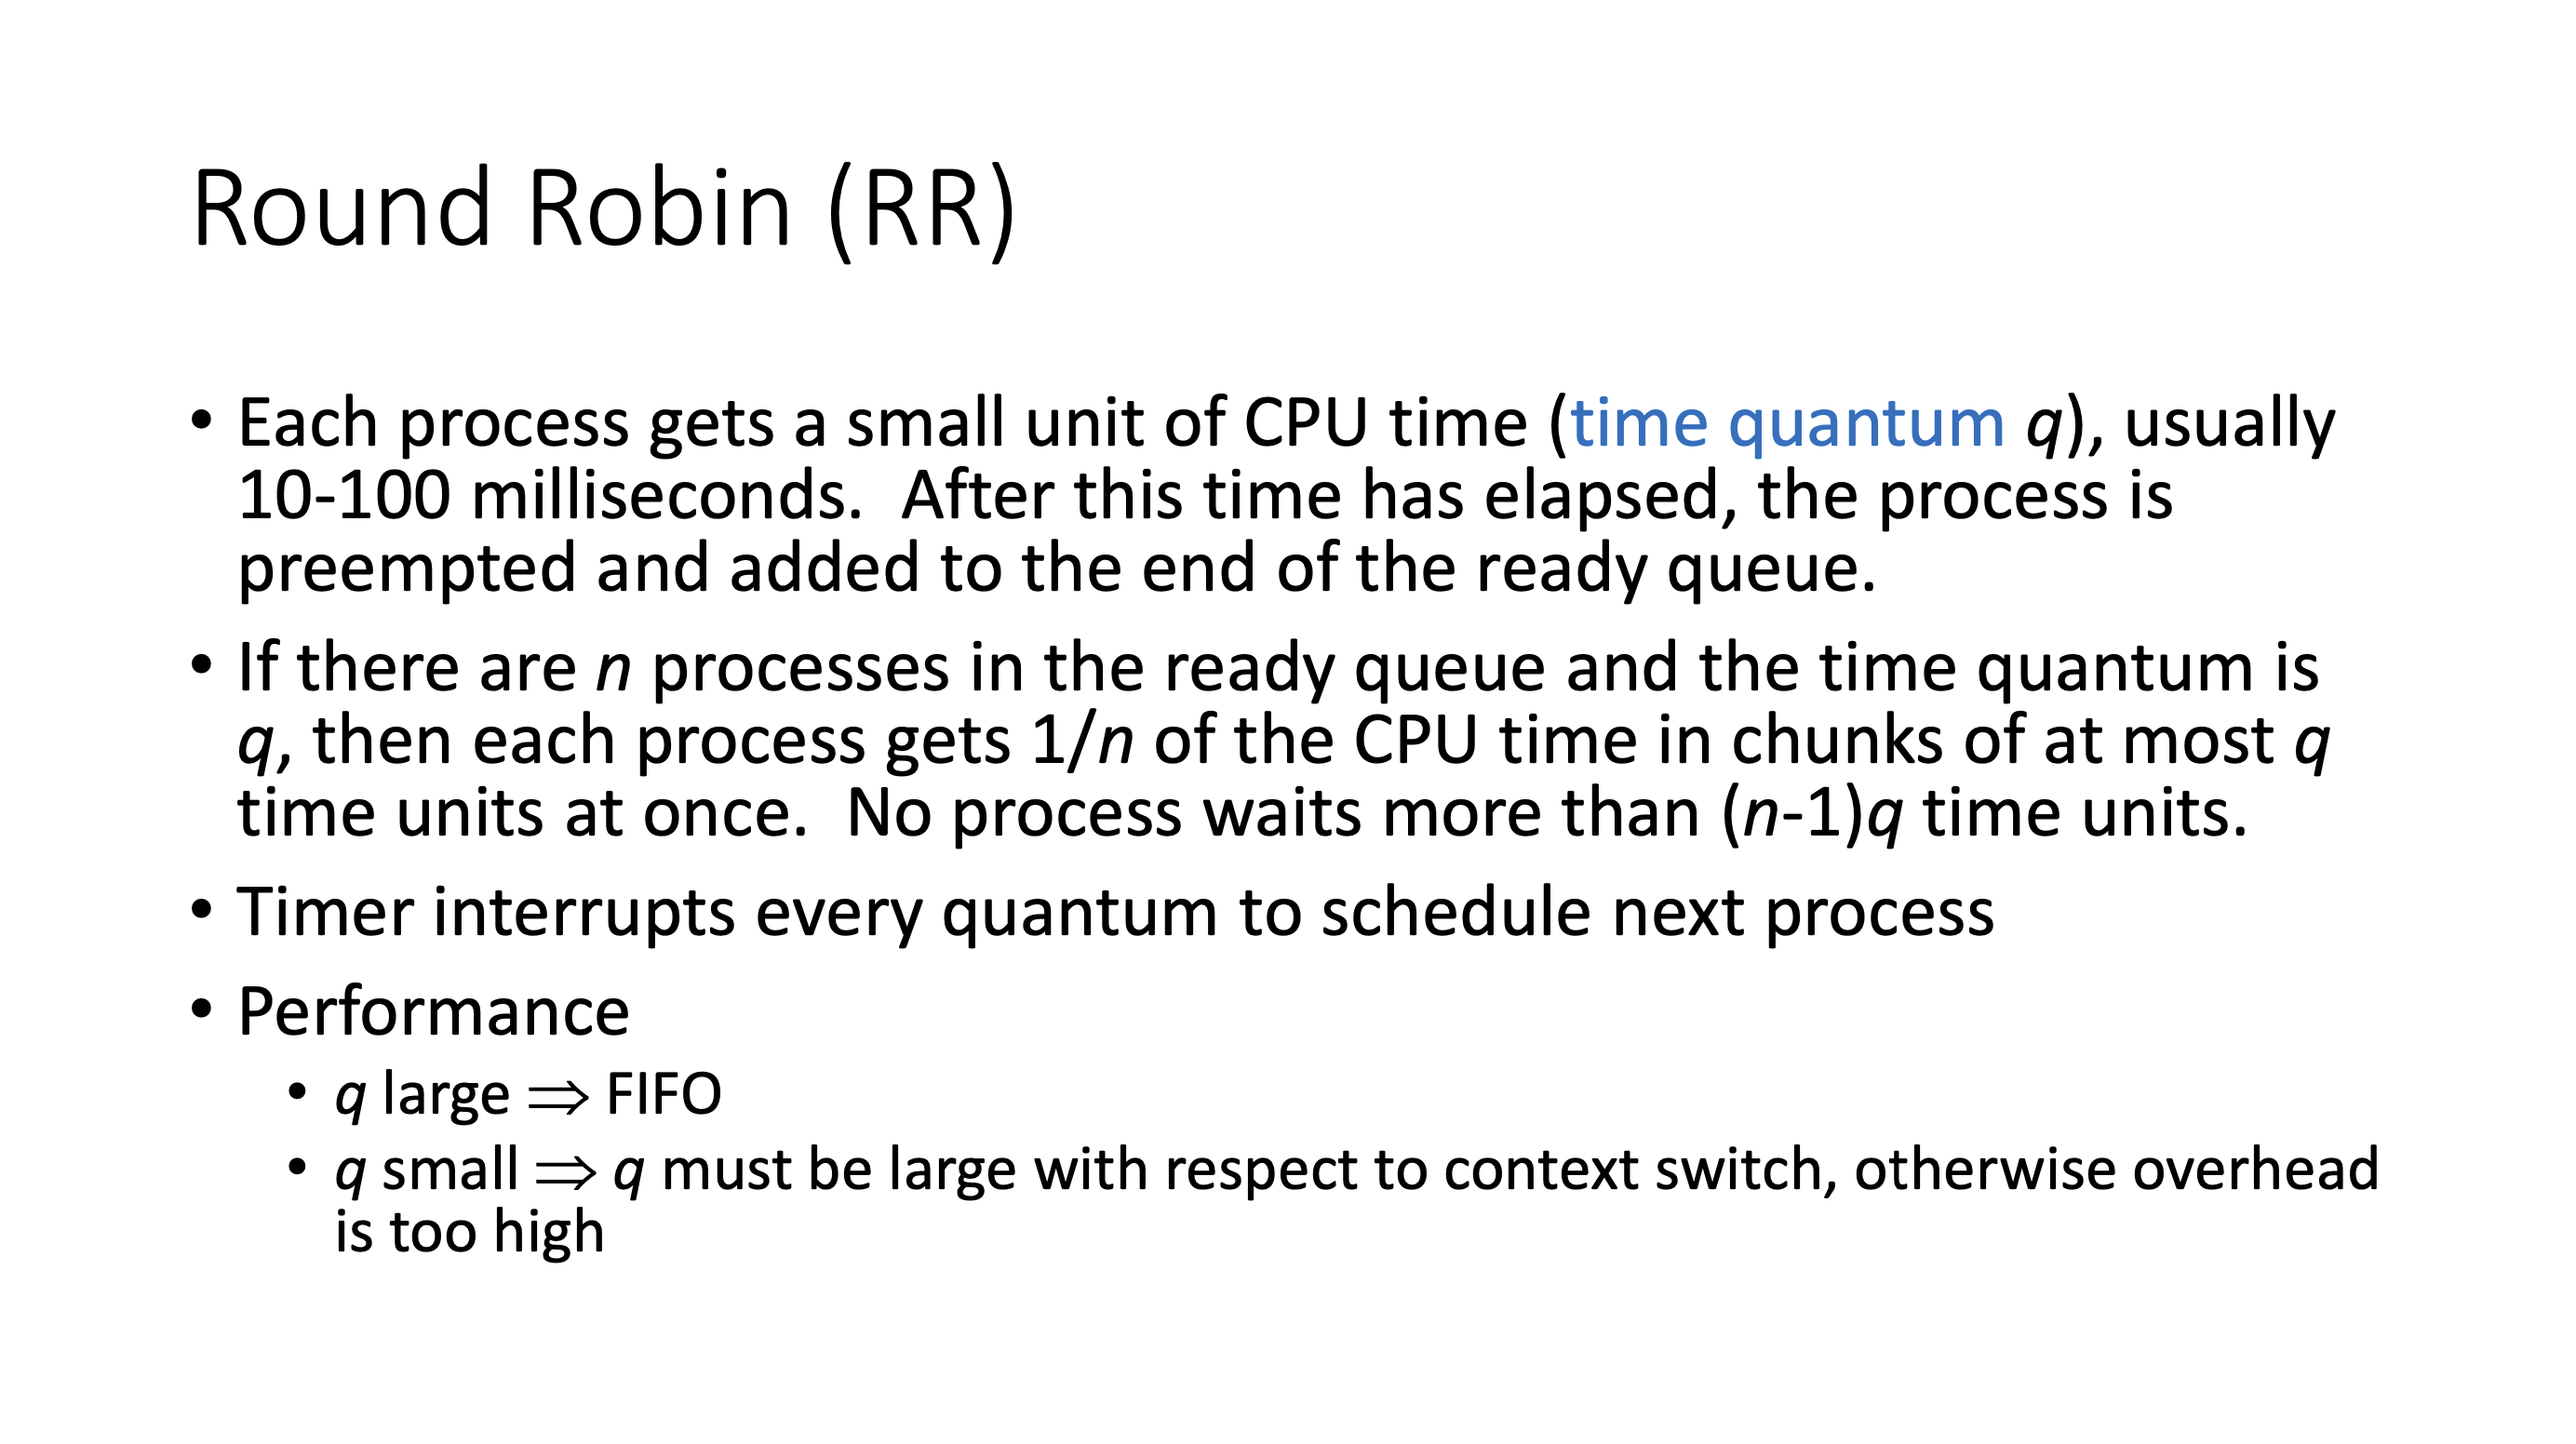 Round Robin (RR)
• Each process gets a small unit of CPU time (time quantum q), usually
10-100 milliseconds.  After this time has elapsed, the process is
preempted and added to the end of the ready queue.
• If there are n processes in the ready queue and the time quantum is
q, then each process gets 1/n of the CPU time in chunks of at most q
time units at once.  No process waits more than (n-1)q time units.
• Timer interrupts every quantum to schedule next process
• Performance
• q large ⇒ FIFO
• q small ⇒ q must be large with respect to context switch, otherwise overhead
is too high